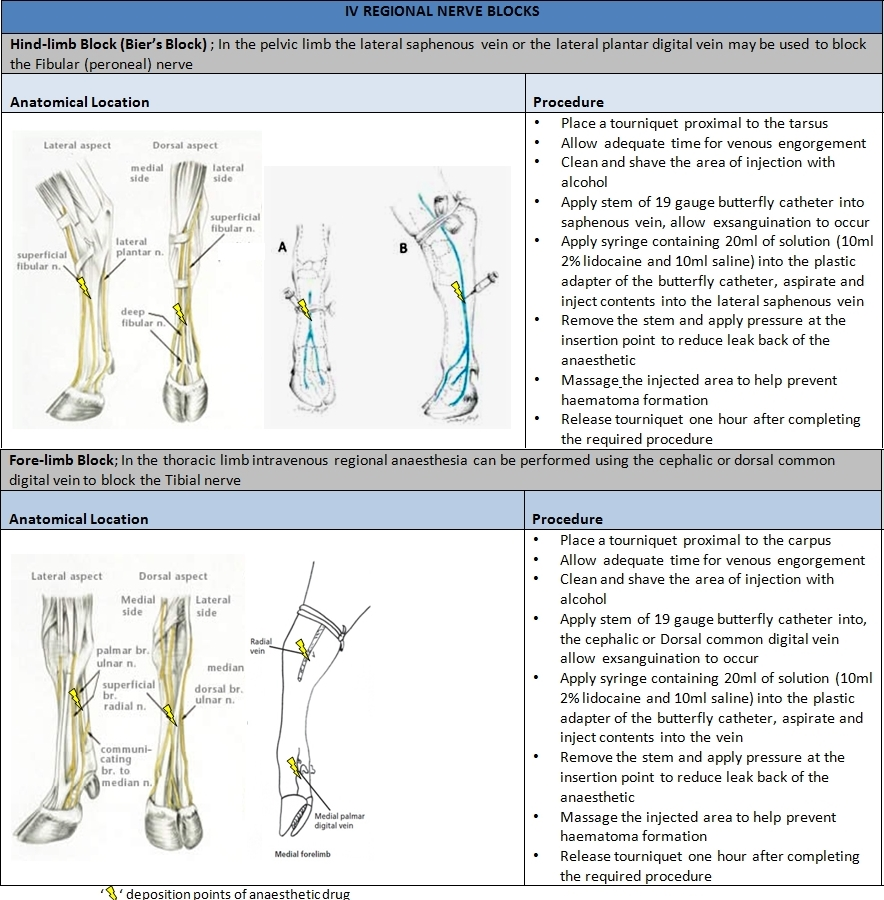 IV REGIONAL NERVE BLOCKS
Hind-limb Block (Bier's Block) ; In the pelvic limb the lateral saphenous vein or the lateral plantar digital vein may be used to block
the Fibular (peroneal) nerve
Anatomical Location
Procedure
Lateral aspect
Dorsal aspect
medial
side
lateral
side
superficial
fibular n.
lateral
plantar n.
superficial
fibular n.
deep
fibular n.
A
B
• Place a tourniquet proximal to the tarsus
• Allow adequate time for venous engorgement
• Clean and shave the area of injection with
alcohol
• Apply stem of 19 gauge butterfly catheter into
saphenous vein, allow exsanguination to occur
• Apply syringe containing 20ml of solution (10ml
2% lidocaine and 10ml saline) into the plastic
adapter of the butterfly catheter, aspirate and
inject contents into the lateral saphenous vein
• Remove the stem and apply pressure at the
insertion point to reduce leak back of the
anaesthetic
• Massage the injected area to help prevent
haematoma formation
• Release tourniquet one hour after completing
the required procedure
Fore-limb Block; In the thoracic limb intravenous regional anaesthesia can be performed using the cephalic or dorsal common
digital vein to block the Tibial nerve
Anatomical Location
Procedure
Lateral aspect
Dorsal aspect
Medial
side
Lateral
side
palmar br.
ulnar n.
median
superficial
br.
radial n.
dorsal br.
ulnar n.
communi-
cating
br. to
median n.
Radial
vein
Medial palmar
digital vein
Medial forelimb
• Place a tourniquet proximal to the carpus
• Allow adequate time for venous engorgement
• Clean and shave the area of injection with
alcohol
• Apply stem of 19 gauge butterfly catheter into,
the cephalic or Dorsal common digital vein
allow exsanguination to occur
• Apply syringe containing 20ml of solution (10ml
2% lidocaine and 10ml saline) into the plastic
adapter of the butterfly catheter, aspirate and
inject contents into the vein
• Remove the stem and apply pressure at the
insertion point to reduce leak back of the
anaesthetic
• Massage the injected area to help prevent
haematoma formation
• Release tourniquet one hour after completing
the required procedure
' ' deposition points of anaesthetic drug